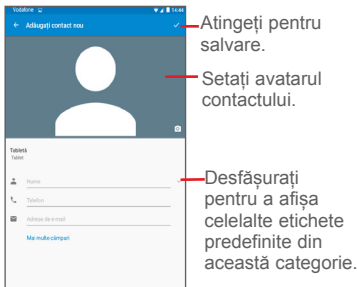 Vodafone 14:44
Adăugați contact nou
Tabletă
Tablet
Nume
Telefon
Adresă de e-mail
Mai multe câmpuri
Atingeți pentru
salvare.
Setați avatarul
contactului.
Desfășurați
pentru a afișa
celelalte etichete
predefinite din
această categorie.